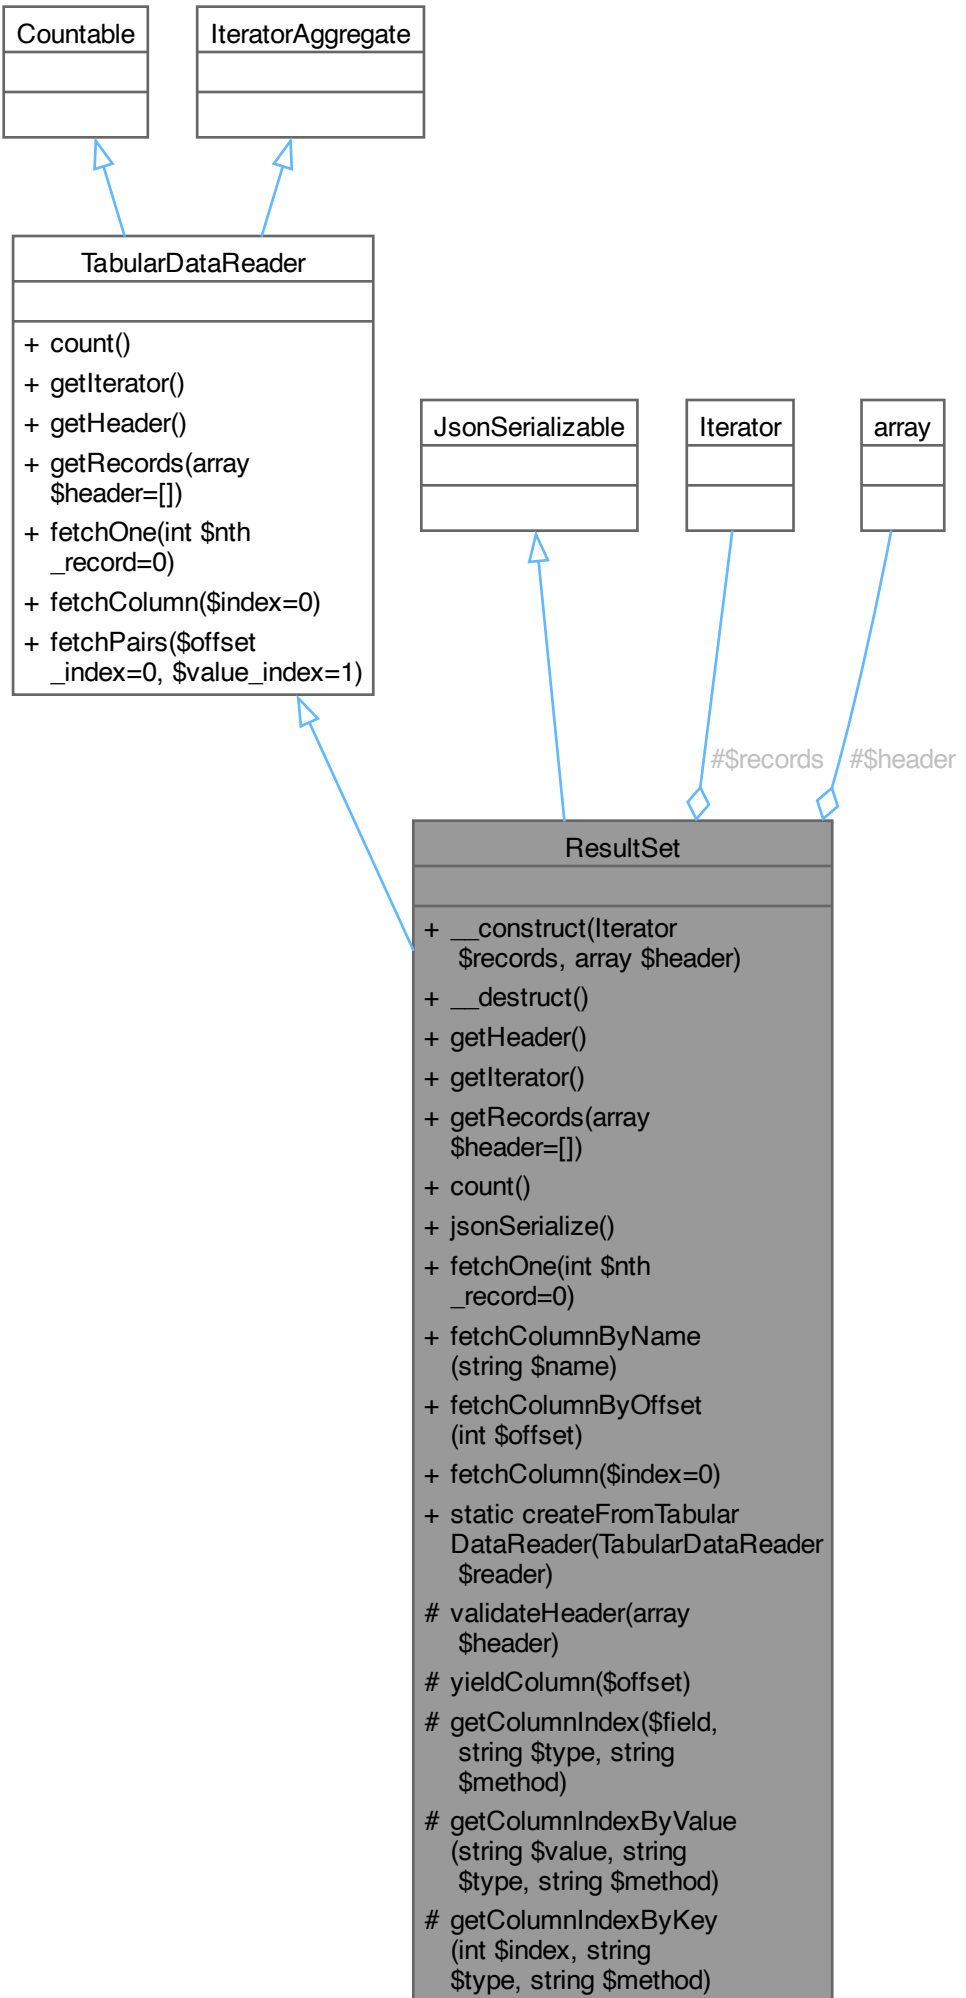 Countable
IteratorAggregate
TabularDataReader
+ count()
+ getIterator()
+ getHeader()
+ getRecords(array
$header=[])
+ fetchOne(int $nth
_record=0)
+ fetchColumn($index=0)
+ fetchPairs($offset
_index=0, $value_index=1)
JsonSerializable
Iterator
array
#$records
#$header
ResultSet
+ __construct(Iterator
$records, array $header)
+ __destruct()
+ getHeader()
+ getIterator()
+ getRecords(array
$header=[])
+ count()
+ jsonSerialize()
+ fetchOne(int $nth
_record=0)
+ fetchColumnByName
(string $name)
+ fetchColumnByOffset
(int $offset)
+ fetchColumn($index=0)
+ static createFromTabular
DataReader(TabularDataReader
$reader)
# validateHeader(array
$header)
# yieldColumn($offset)
# getColumnIndex($field,
string $type, string
$method)
# getColumnIndexByValue
(string $value, string
$type, string $method)
# getColumnIndexByKey
(int $index, string
$type, string $method)